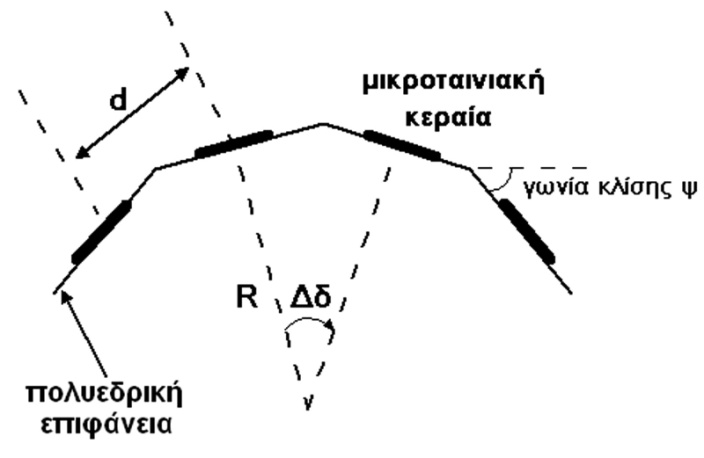 d
μικροταινιακή
κεραία
γωνία κλίσης ψ
R Δδ
πολυεδρική
επιφάνεια